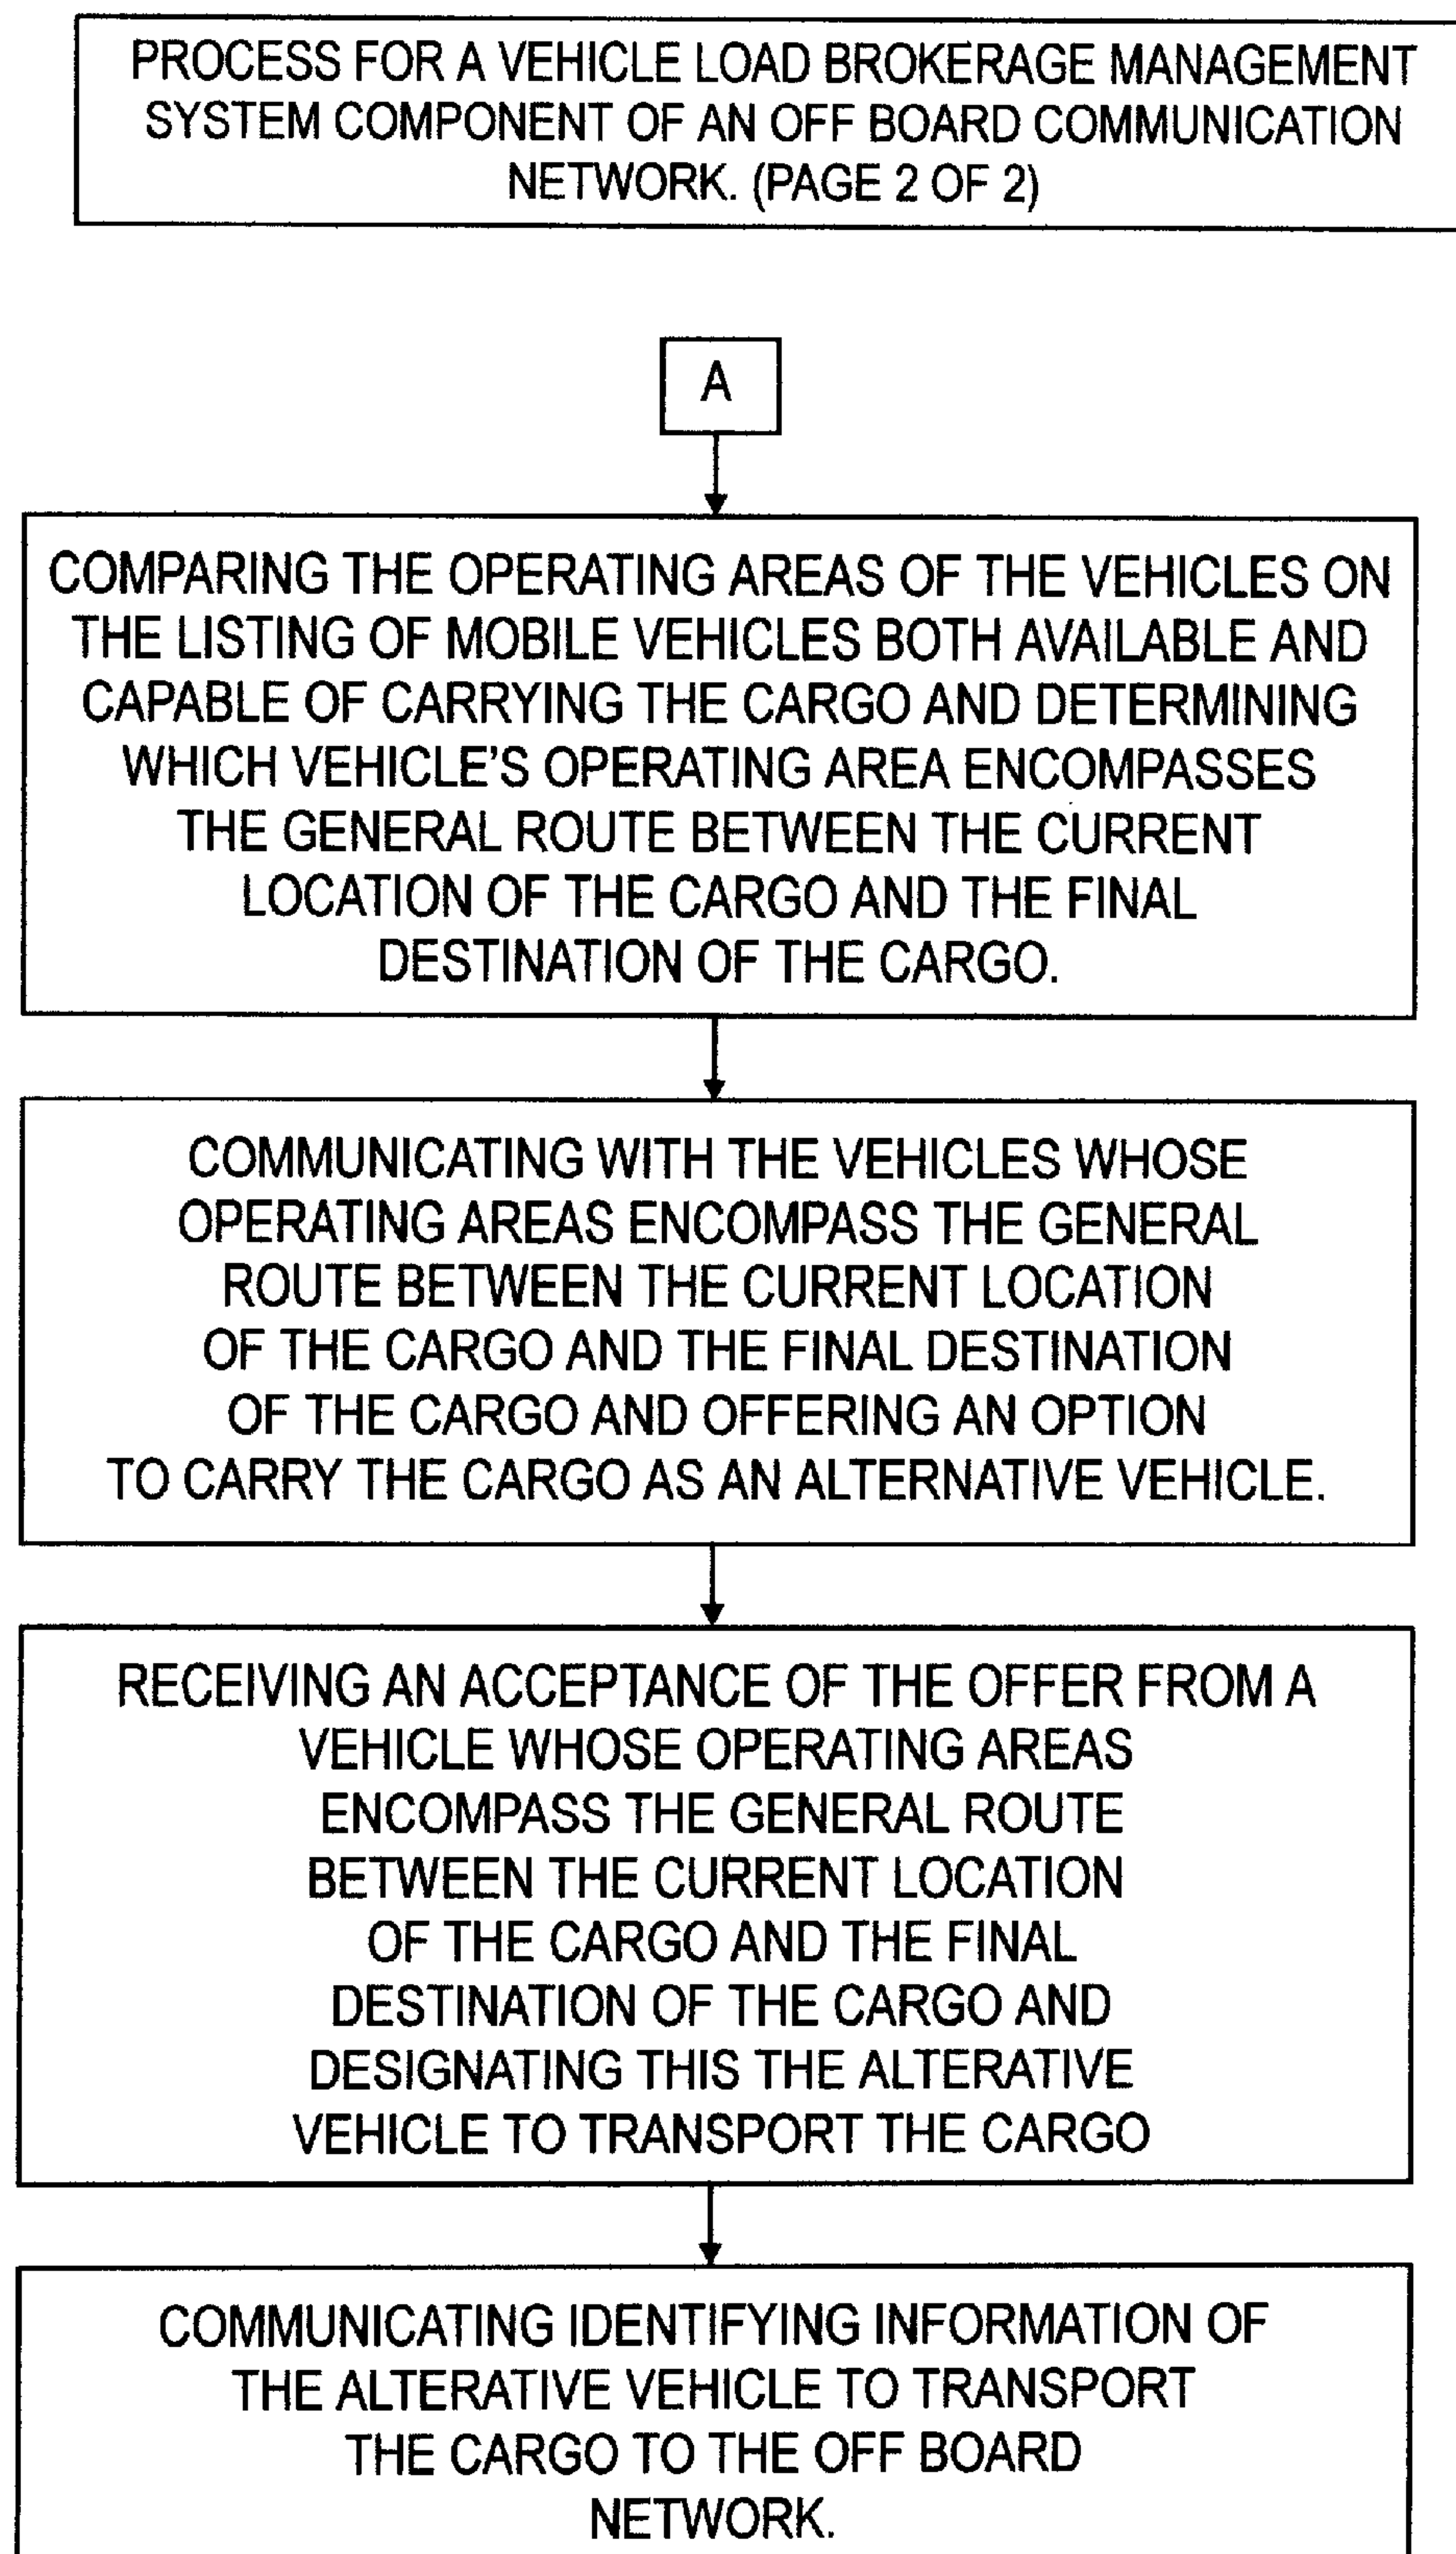 PROCESS FOR A VEHICLE LOAD BROKERAGE MANAGEMENT
SYSTEM COMPONENT OF AN OFF BOARD COMMUNICATION
NETWORK. (PAGE 2 OF 2)
A
COMPARING THE OPERATING AREAS OF THE VEHICLES ON
THE LISTING OF MOBILE VEHICLES BOTH AVAILABLE AND
CAPABLE OF CARRYING THE CARGO AND DETERMINING
WHICH VEHICLE'S OPERATING AREA ENCOMPASSES
THE GENERAL ROUTE BETWEEN THE CURRENT
LOCATION OF THE CARGO AND THE FINAL
DESTINATION OF THE CARGO.
COMMUNICATING WITH THE VEHICLES WHOSE
OPERATING AREAS ENCOMPASS THE GENERAL
ROUTE BETWEEN THE CURRENT LOCATION
OF THE CARGO AND THE FINAL DESTINATION
OF THE CARGO AND OFFERING AN OPTION
TO CARRY THE CARGO AS AN ALTERNATIVE VEHICLE.
RECEIVING AN ACCEPTANCE OF THE OFFER FROM A
VEHICLE WHOSE OPERATING AREAS
ENCOMPASS THE GENERAL ROUTE
BETWEEN THE CURRENT LOCATION
OF THE CARGO AND THE FINAL
DESTINATION OF THE CARGO AND
DESIGNATING THIS THE ALTERATIVE
VEHICLE TO TRANSPORT THE CARGO
COMMUNICATING IDENTIFYING INFORMATION OF
THE ALTERATIVE VEHICLE TO TRANSPORT
THE CARGO TO THE OFF BOARD
NETWORK.